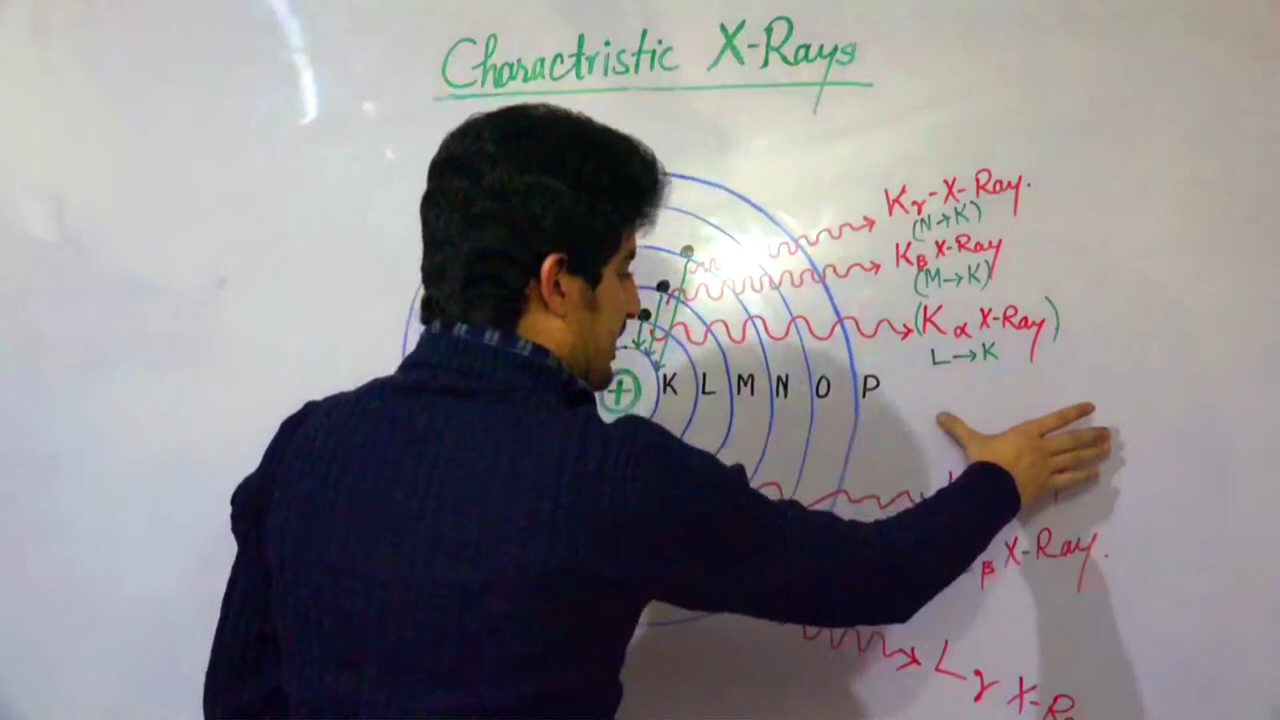 Charactristic X-Rays
Kγ-X-Ray.
(N→K)
Kβ X-Ray
(M→K)
(Kα X-Ray)
L→K
+ K L M N O P
β X-Ray.
Lγ X-R